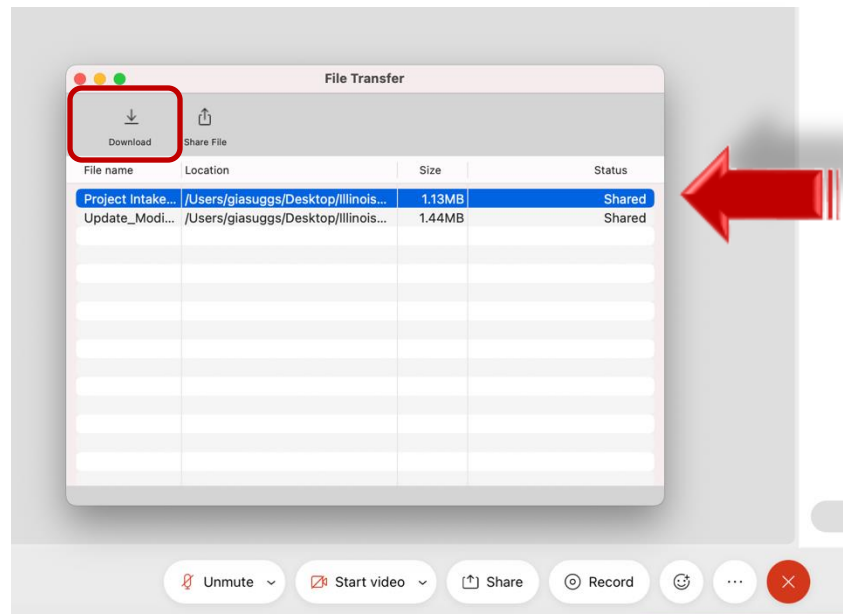 File Transfer
Download Share File
File name Location Size Status
Project Intake... /Users/giasuggs/Desktop/Illinois... 1.13MB Shared
Update_Modi... /Users/giasuggs/Desktop/Illinois... 1.44MB Shared
Unmute Start video Share Record